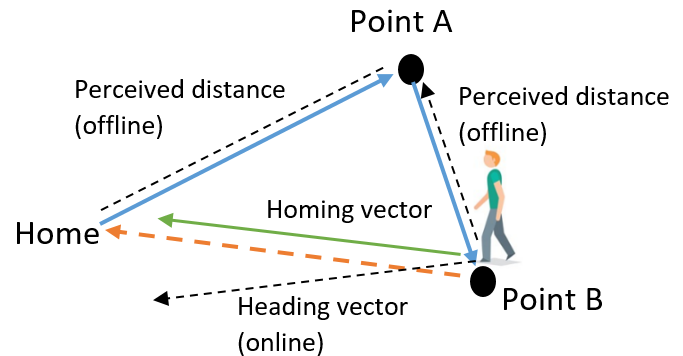 Point A
Perceived distance
(offline)
Perceived distance
(offline)
Homing vector
Home
Heading vector
(online)
Point B